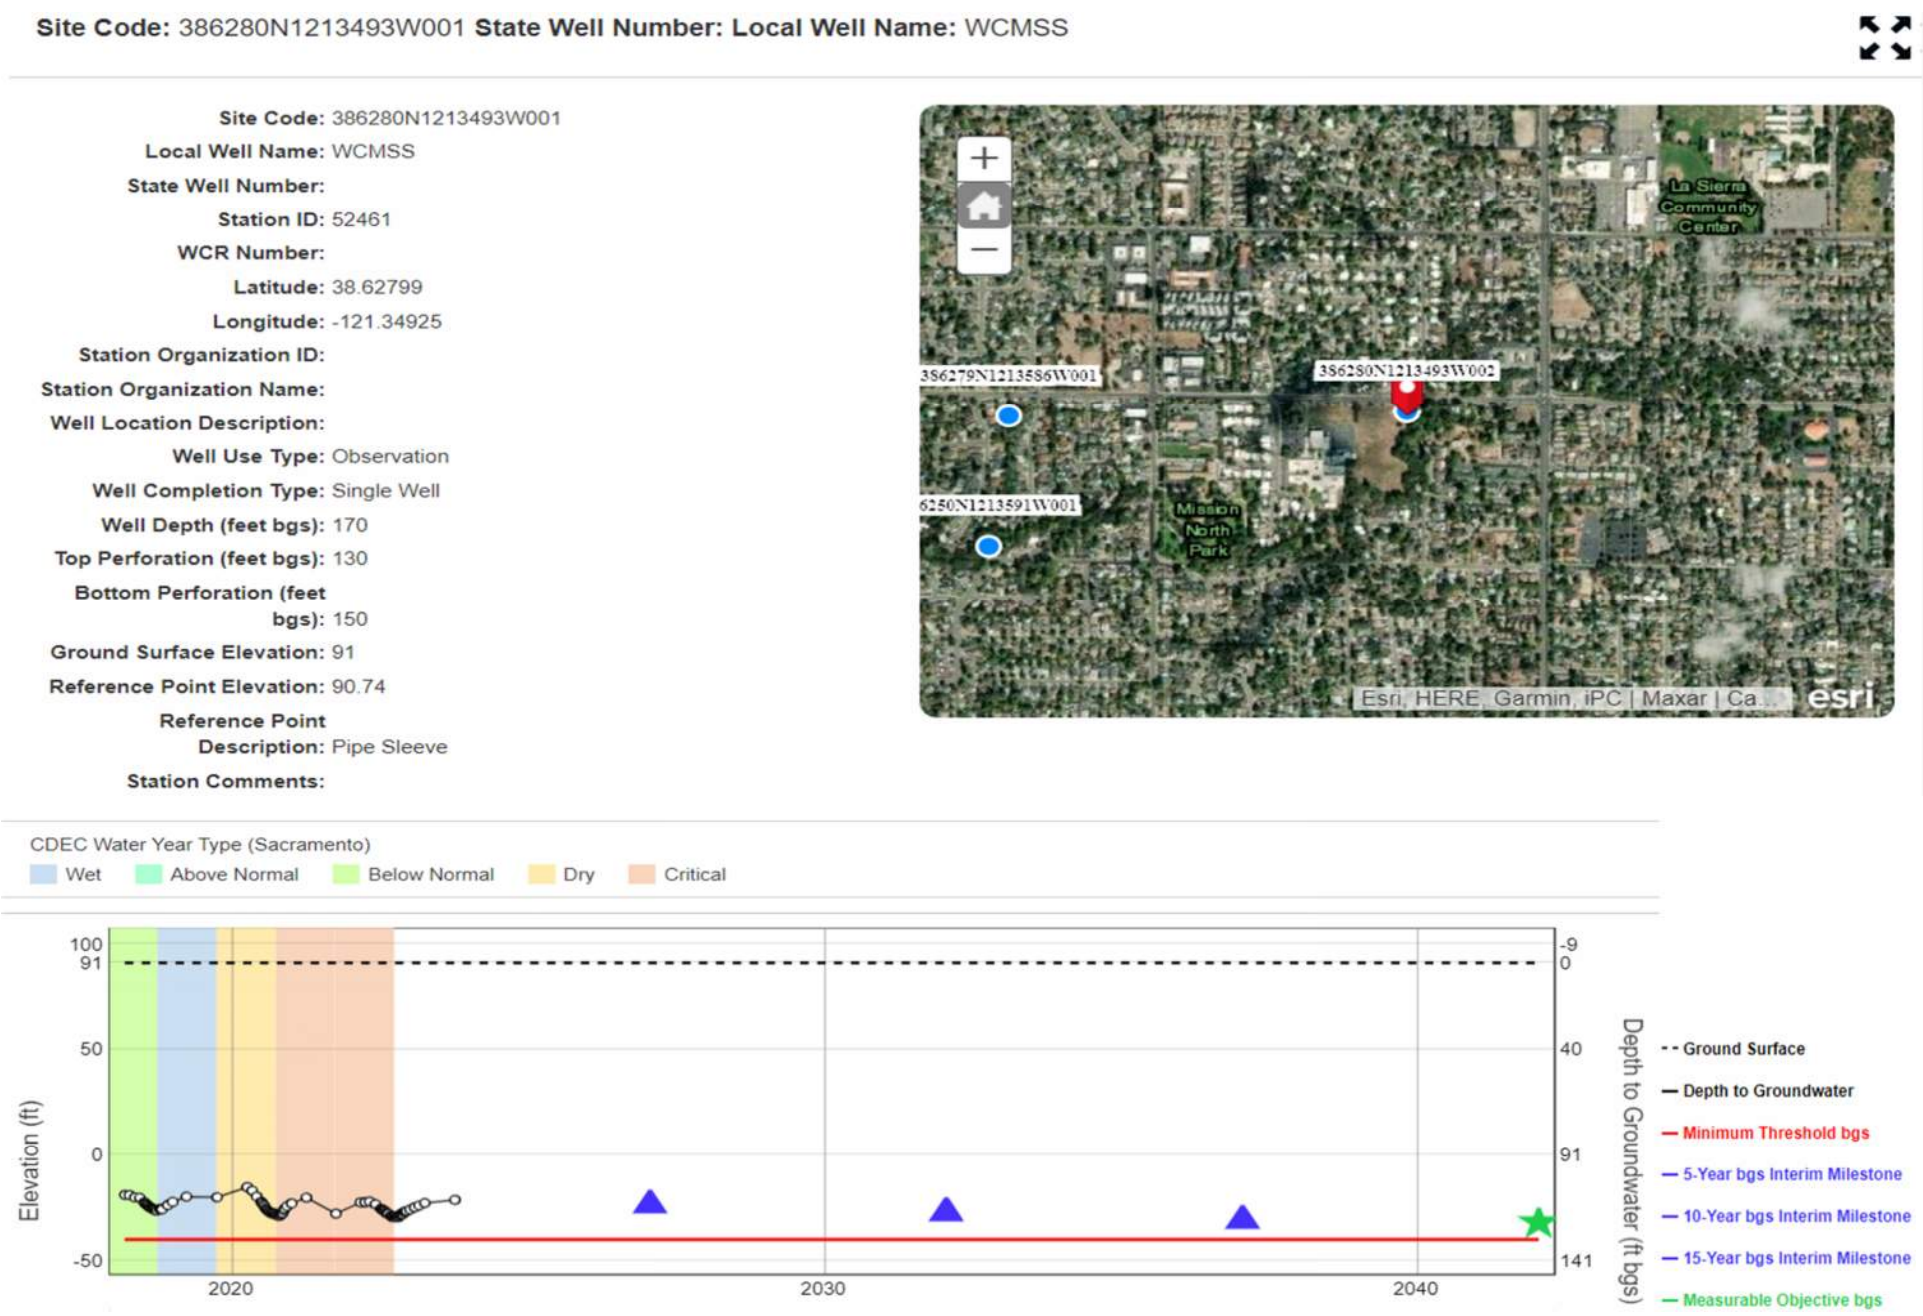 Site Code: 386280N1213493W001 State Well Number: Local Well Name: WCMSS
Site Code: 386280N1213493W001
Local Well Name: WCMSS
State Well Number:
Station ID: 52461
WCR Number:
Latitude: 38.62799
Longitude: -121.34925
Station Organization ID:
Station Organization Name:
Well Location Description:
Well Use Type: Observation
Well Completion Type: Single Well
Well Depth (feet bgs): 170
Top Perforation (feet bgs): 130
Bottom Perforation (feet
bgs): 150
Ground Surface Elevation: 91
Reference Point Elevation: 90.74
Reference Point
Description: Pipe Sleeve
Station Comments:
+
−
La Sierra
Community
Center
386279N1213586W001
386280N1213493W002
6250N1213591W001
Mission
North
Park
Esri, HERE, Garmin, iPC | Maxar | Ca...
esri
CDEC Water Year Type (Sacramento)
Wet Above Normal Below Normal Dry Critical
100
91
50
0
-50
Elevation (ft)
2020 2030 2040
-9
0
40
91
141
Depth to Groundwater (ft bgs)
Ground Surface
Depth to Groundwater
Minimum Threshold bgs
5-Year bgs Interim Milestone
10-Year bgs Interim Milestone
15-Year bgs Interim Milestone
Measurable Objective bgs